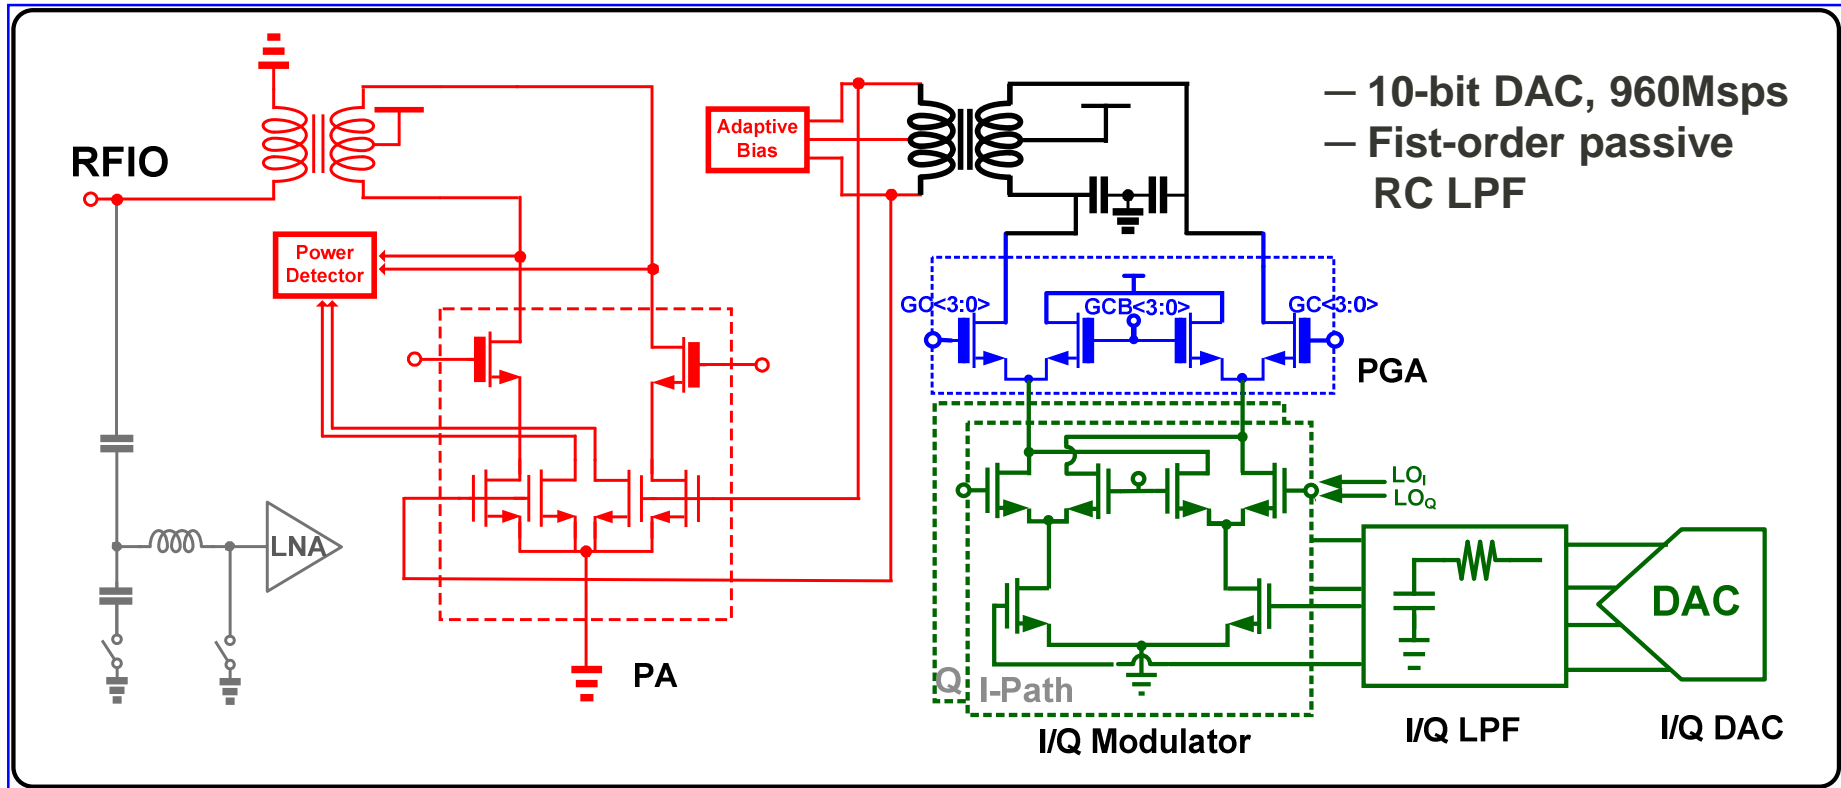 — 10-bit DAC, 960Msps
— Fist-order passive
RC LPF
RFIO
Adaptive
Bias
Power
Detector
GC<3:0>
GCB<3:0>
GC<3:0>
PGA
LOI
LOQ
LNA
DAC
PA
Q
I-Path
I/Q Modulator
I/Q LPF
I/Q DAC